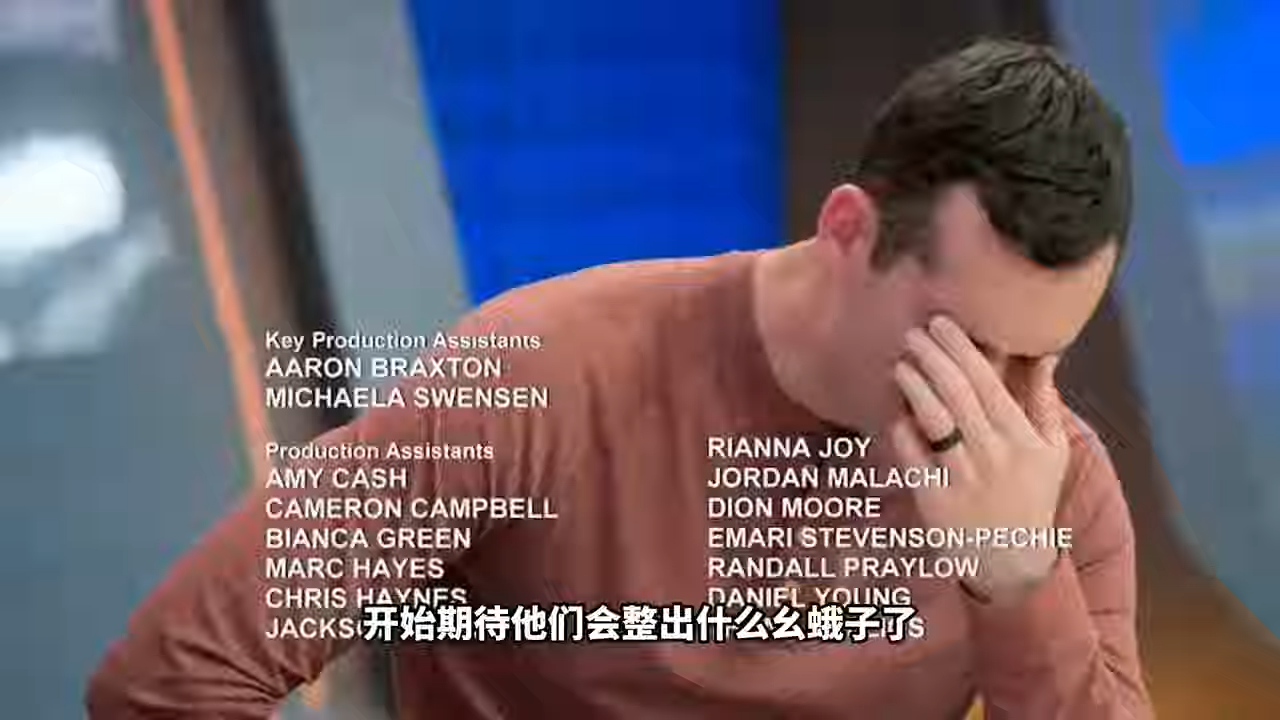 Key Production Assistants
AARON BRAXTON
MICHAELA SWENSEN
Production Assistants
AMY CASH
CAMERON CAMPBELL
BIANCA GREEN
MARC HAYES
CHRIS HAYNES
RIANNA JOY
JORDAN MALACHI
DION MOORE
EMARI STEVENSON-PECHIE
RANDALL PRAYLOW
DANIEL YOUNG
开始期待他们会整出什么幺蛾子了